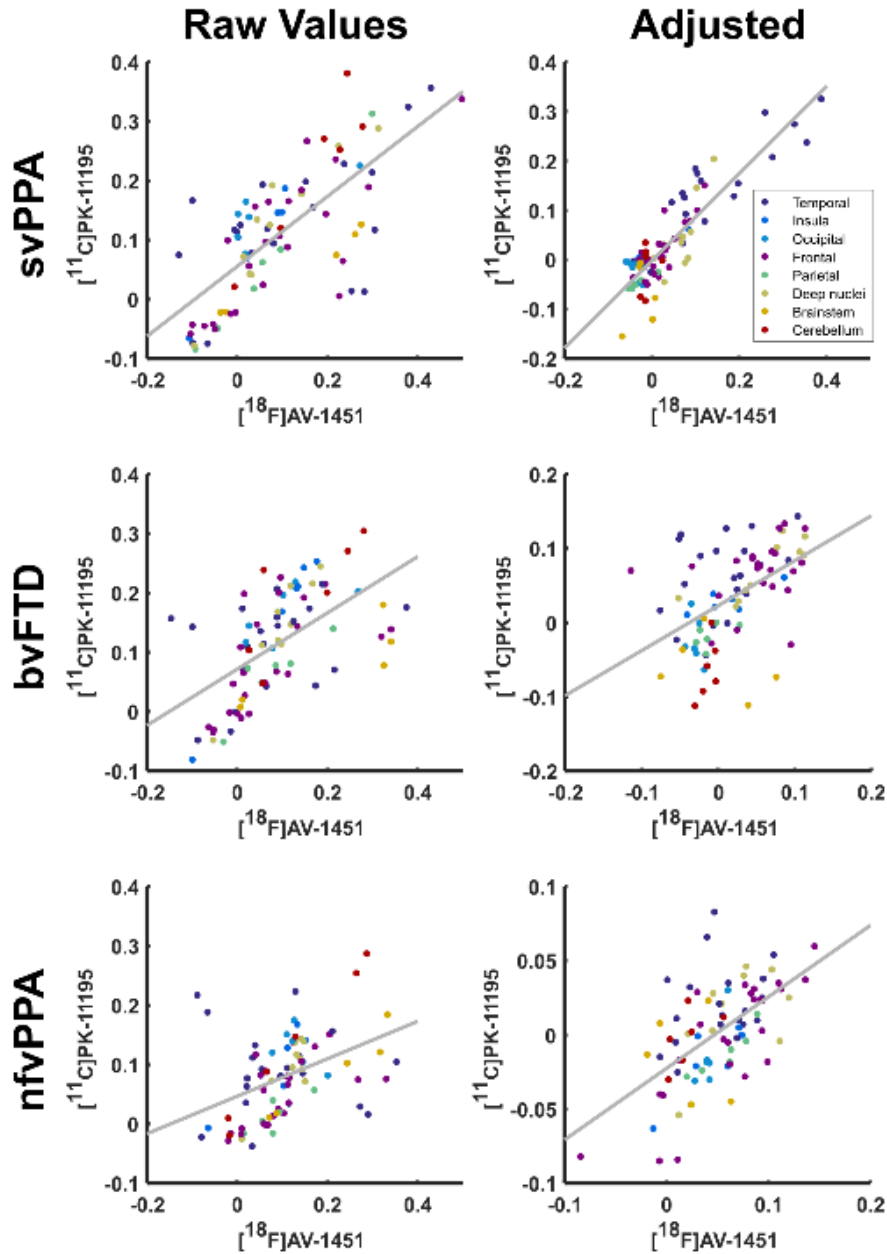 Raw Values Adjusted
svPPA
[11C]PK-11195
0.4
0.3
0.2
0.1
0
-0.1
-0.2 0 0.2 0.4
[18F]AV-1451
[11C]PK-11195
0.4
0.3
0.2
0.1
0
-0.1
-0.2
-0.2 0 0.2 0.4
[18F]AV-1451
Temporal
Insula
Occipital
Frontal
Parietal
Deep nuclei
Brainstem
Cerebellum
bvFTD
[11C]PK-11195
0.4
0.3
0.2
0.1
0
-0.1
-0.2 0 0.2 0.4
[18F]AV-1451
[11C]PK-11195
0.2
0.1
0
-0.1
-0.2
-0.2 -0.1 0 0.1 0.2
[18F]AV-1451
nfvPPA
[11C]PK-11195
0.4
0.3
0.2
0.1
0
-0.1
-0.2 0 0.2 0.4
[18F]AV-1451
[11C]PK-11195
0.1
0.05
0
-0.05
-0.1
-0.1 0 0.1 0.2
[18F]AV-1451